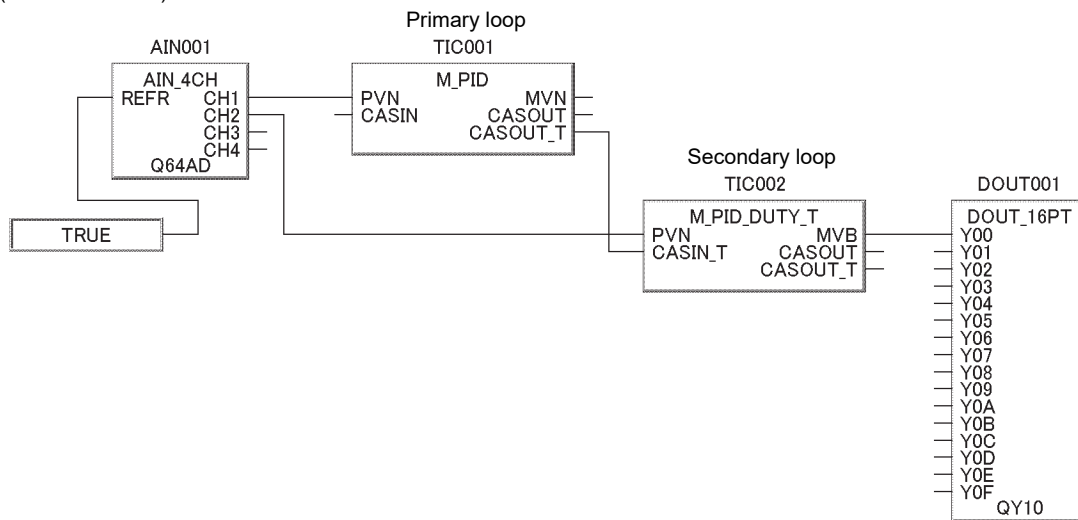 Primary loop
AIN001
TIC001
AIN_4CH
REFR CH1
CH2
CH3
CH4
Q64AD
M_PID
PVN MVN
CASIN CASOUT
CASOUT_T
TRUE
Secondary loop
TIC002
M_PID_DUTY_T
PVN MVB
CASIN_T CASOUT
CASOUT_T
DOUT001
DOUT_16PT
Y00
Y01
Y02
Y03
Y04
Y05
Y06
Y07
Y08
Y09
Y0A
Y0B
Y0C
Y0D
Y0E
Y0F
QY10